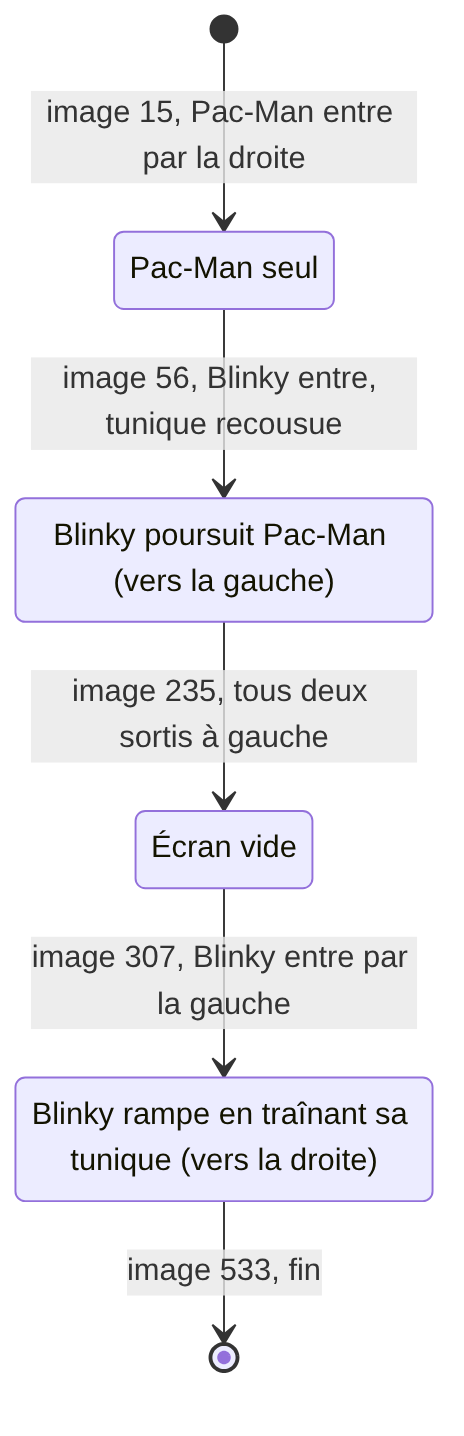 image 15, Pac-Man entre
par la droite
Pac-Man seul
image 56, Blinky entre,
tunique recousue
Blinky poursuit Pac-Man
(vers la gauche)
image 235, tous deux
sortis à gauche
Écran vide
image 307, Blinky entre par
la gauche
Blinky rampe en traînant sa
tunique (vers la droite)
image 533, fin